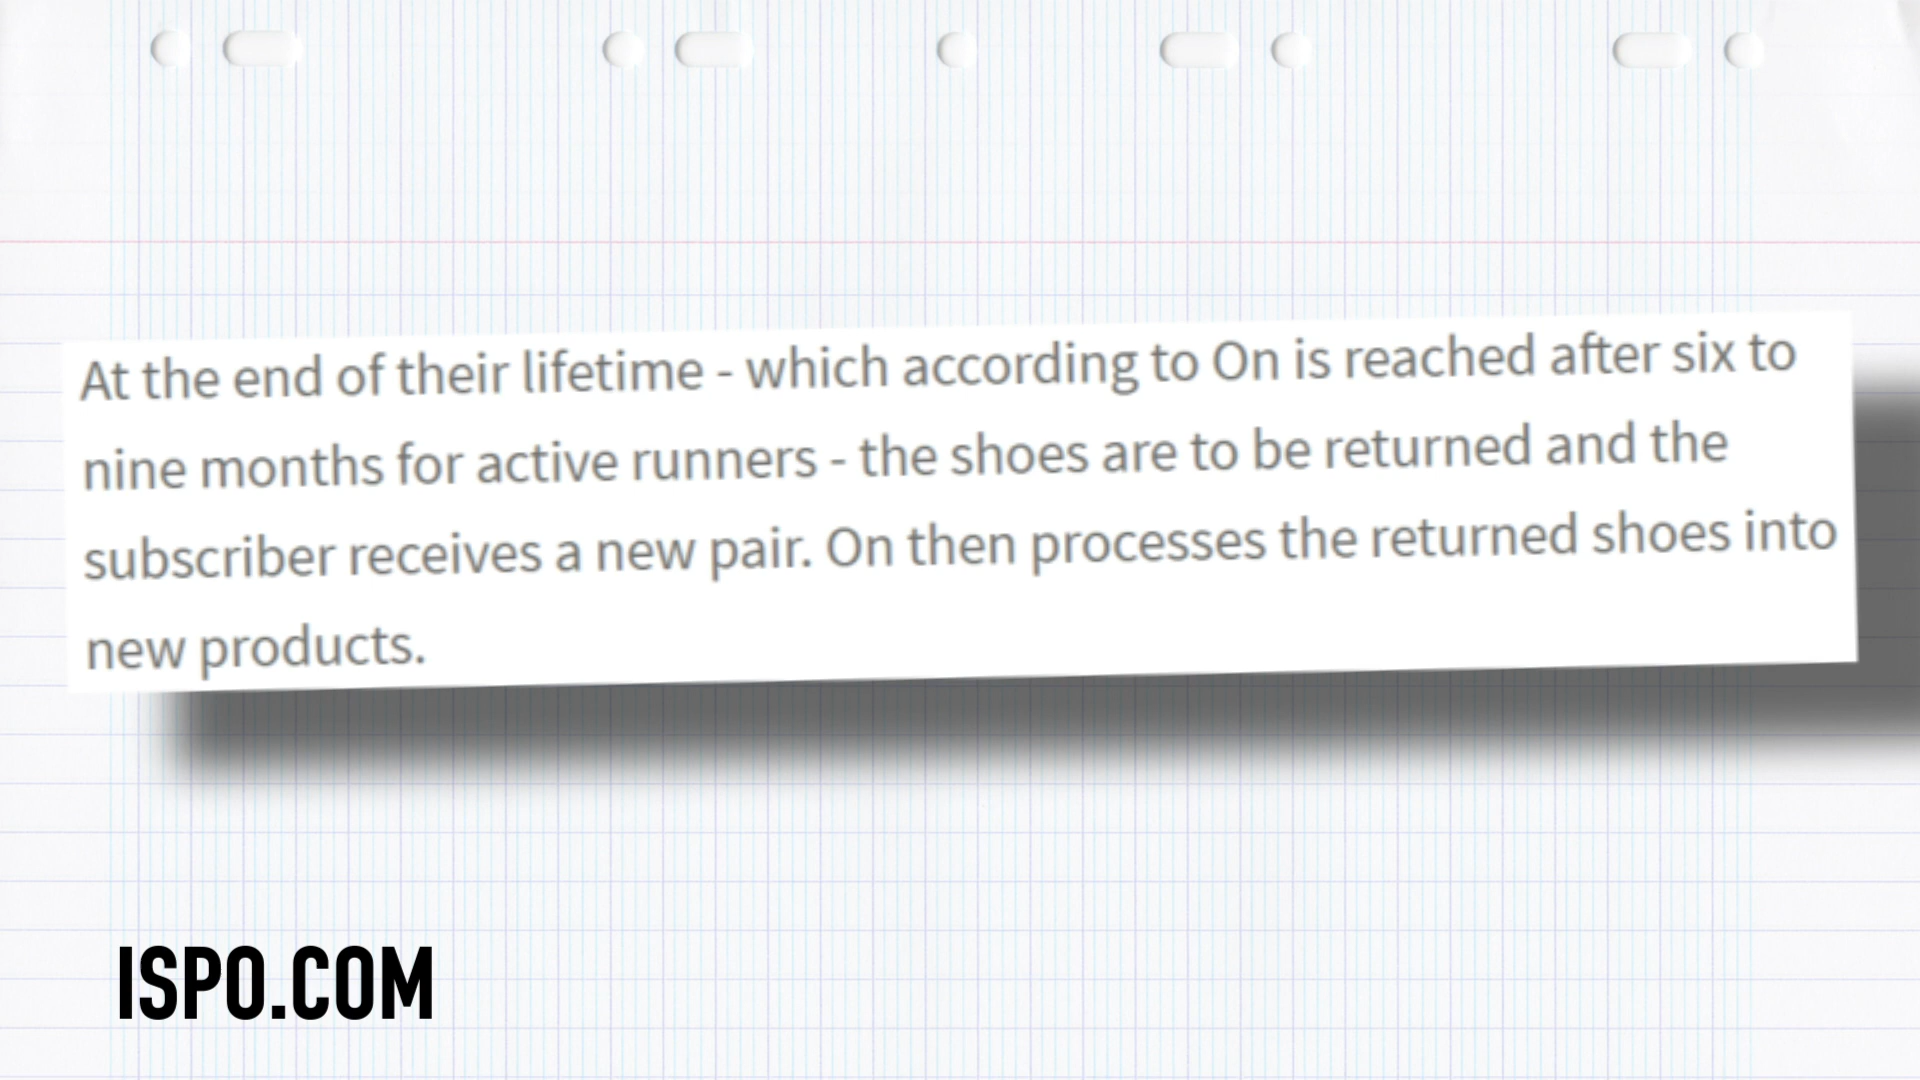 At the end of their lifetime - which according to On is reached after six to
nine months for active runners - the shoes are to be returned and the
subscriber receives a new pair. On then processes the returned shoes into
new products.
ISPO.COM